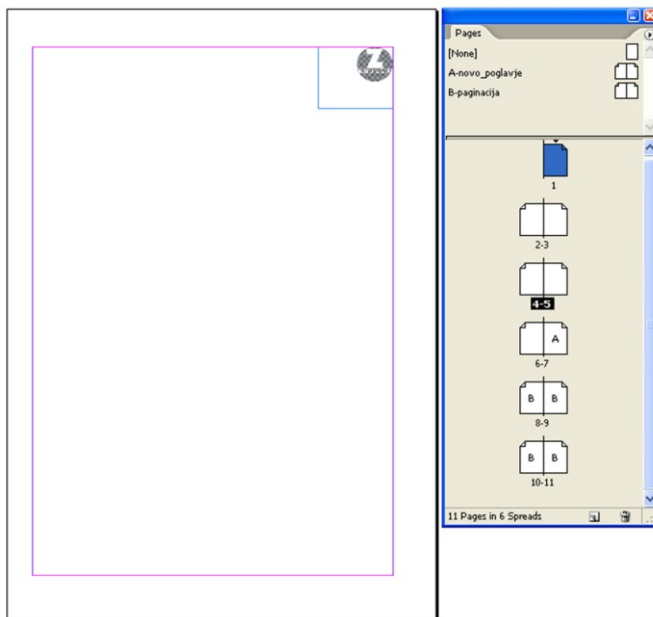 Pages
[None]
A-novo_poglavje
B-paginacija
1
2-3
4-5
A
6-7
B B
8-9
B B
10-11
11 Pages in 6 Spreads